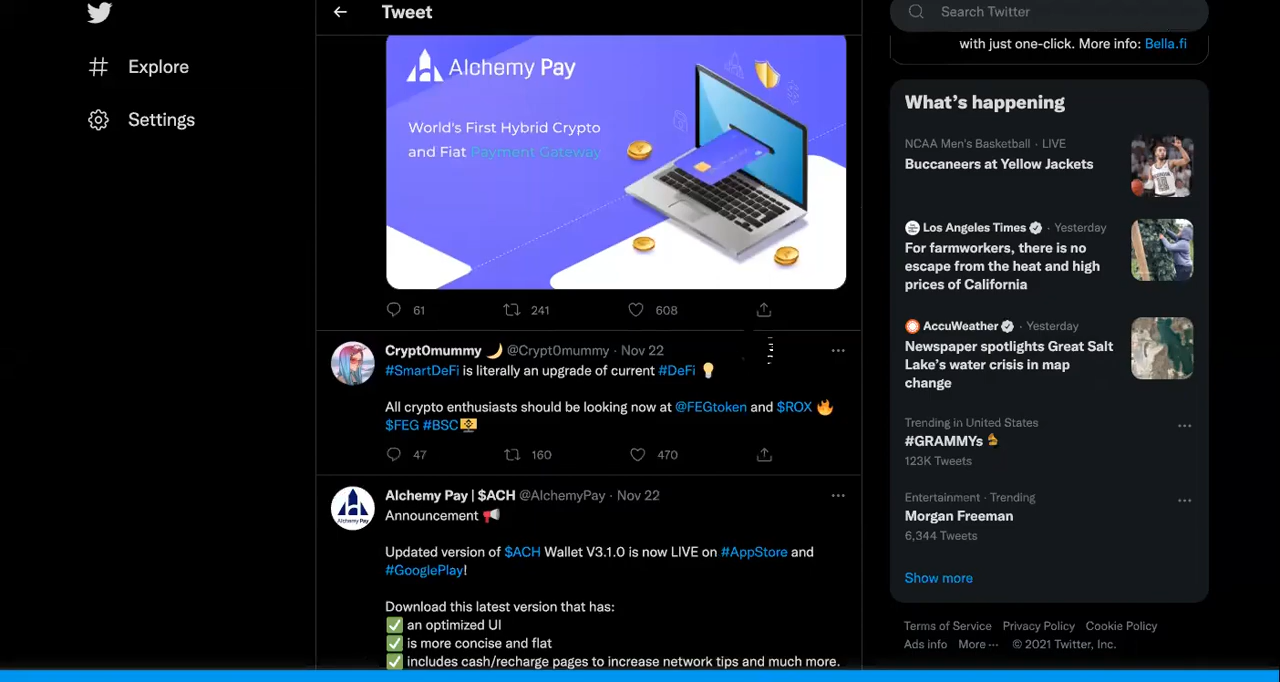 Explore
Settings
Tweet
Alchemy Pay
World's First Hybrid Crypto
and Fiat Payment Gateway
61 241 608
Crypt0mummy 🌙 @Crypt0mummy · Nov 22
#SmartDeFi is literally an upgrade of current #DeFi 💡
All crypto enthusiasts should be looking now at @FEGtoken and $ROX 🔥
$FEG #BSC
47 160 470
Alchemy Pay | $ACH @AlchemyPay · Nov 22
Announcement 📢
Updated version of $ACH Wallet V3.1.0 is now LIVE on #AppStore and
#GooglePlay!
Download this latest version that has:
✅ an optimized UI
✅ is more concise and flat
✅ includes cash/recharge pages to increase network tips and much more.
Alchemy Pay
Search Twitter
with just one-click. More info: Bella.fi
What's happening
NCAA Men's Basketball · LIVE
Buccaneers at Yellow Jackets
Los Angeles Times · Yesterday
For farmworkers, there is no
escape from the heat and high
prices of California
AccuWeather · Yesterday
Newspaper spotlights Great Salt
Lake's water crisis in map
change
Trending in United States
#GRAMMYs
123K Tweets
Entertainment · Trending
Morgan Freeman
6,344 Tweets
Show more
Terms of Service Privacy Policy Cookie Policy
Ads info More ··· © 2021 Twitter, Inc.